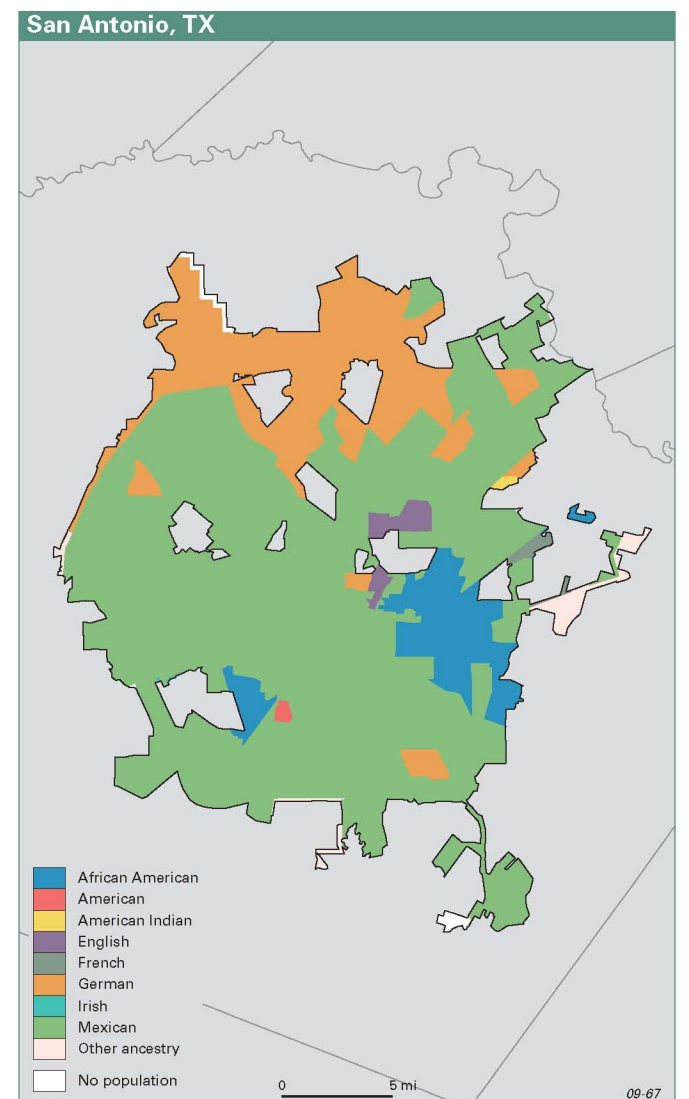 San Antonio, TX
African American
American
American Indian
English
French
German
Irish
Mexican
Other ancestry
No population
0 5 mi
09-67